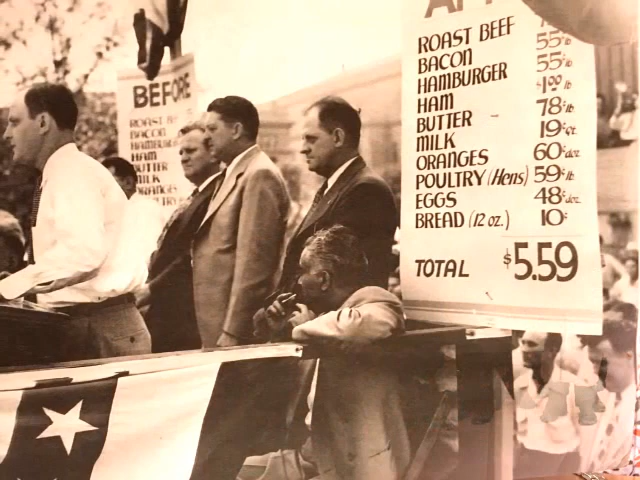 BEFORE
ROAST
BACON
HAMBURGE
HAM
BUTTER
MILK
ORANGES
ROAST BEEF
BACON 55¢ lb
HAMBURGER 55¢ lb
HAM $1.00 lb
BUTTER 78¢ lb
MILK 19¢ Qt.
ORANGES 60¢ doz.
POULTRY (Hens) 59¢ lb
EGGS 48¢ doz.
BREAD (12 oz.) 10¢
TOTAL $5.59